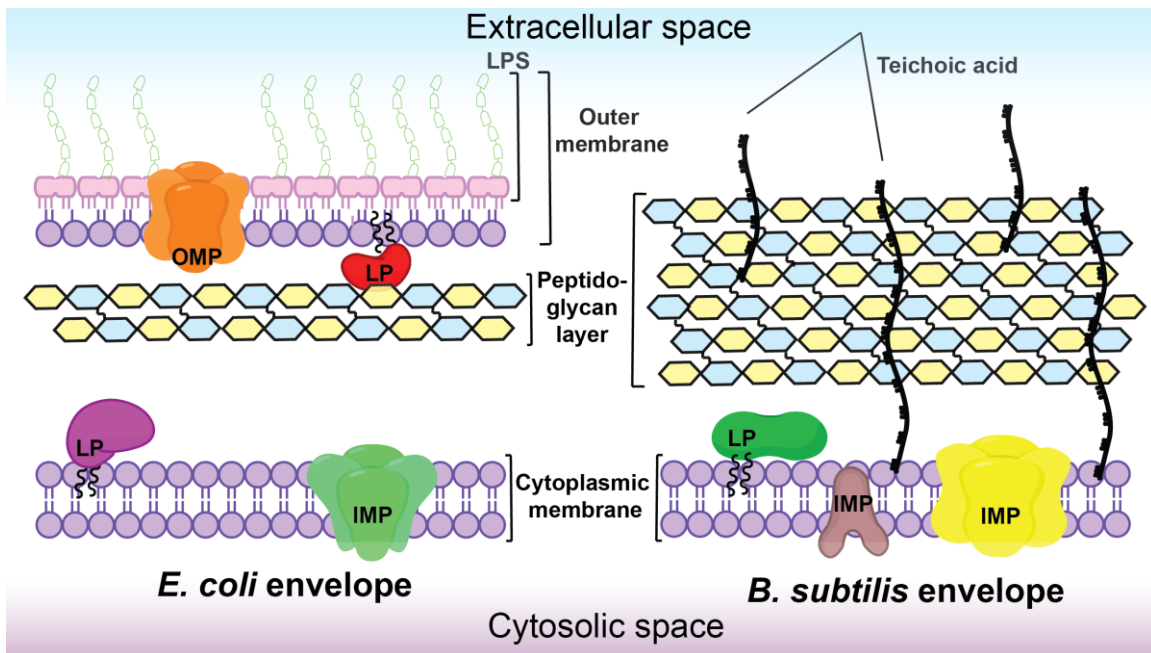 Extracellular space
LPS
Teichoic acid
Outer
membrane
OMP
LP
Peptido-
glycan
layer
LP
IMP
Cytoplasmic
membrane
LP
IMP
IMP
E. coli envelope
B. subtilis envelope
Cytosolic space